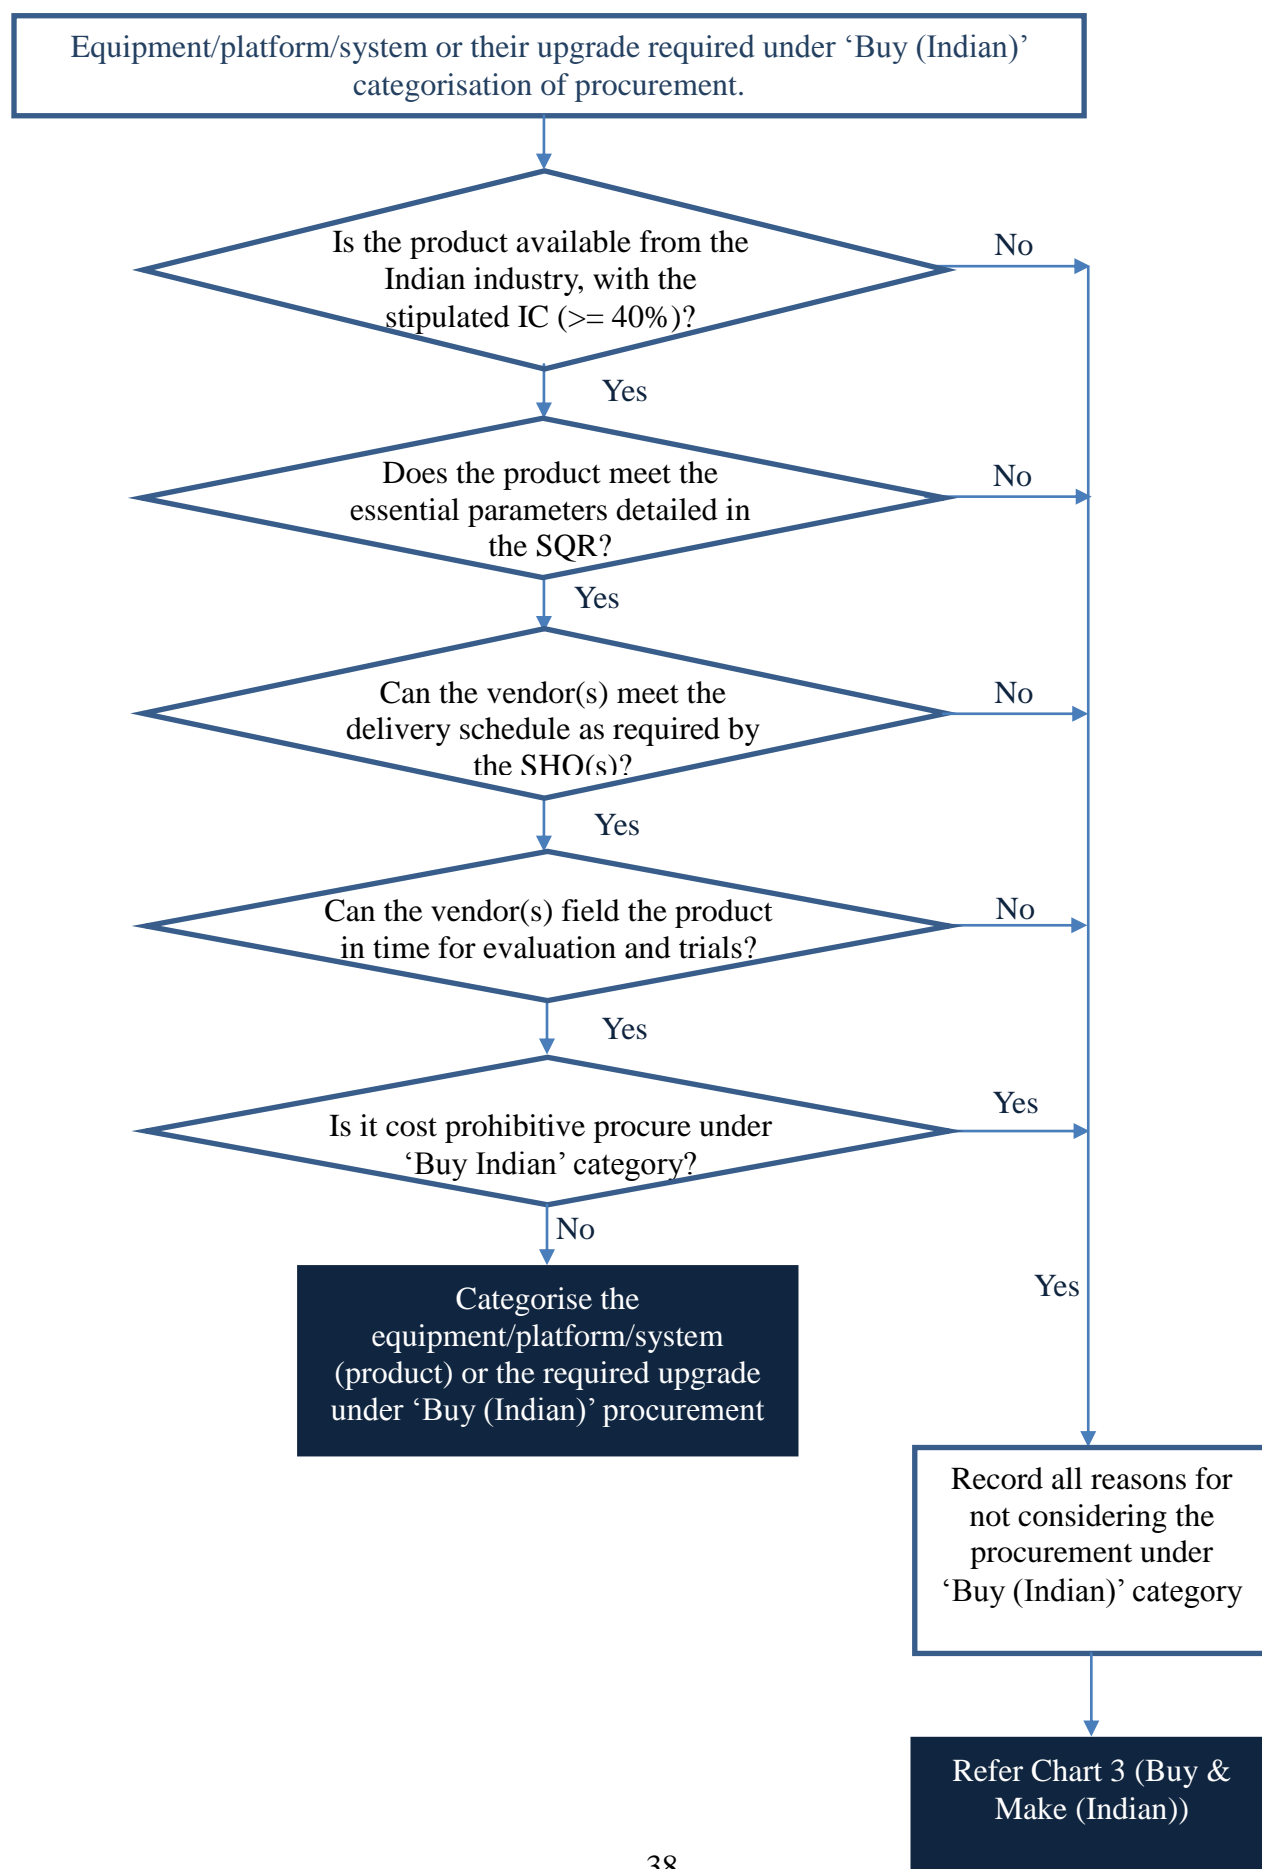 Equipment/platform/system or their upgrade required under ‘Buy (Indian)’
categorisation of procurement.
Is the product available from the
Indian industry, with the
stipulated IC (>= 40%)?
No
Yes
Does the product meet the
essential parameters detailed in
the SQR?
No
Yes
Can the vendor(s) meet the
delivery schedule as required by
the SHQ(s)?
No
Yes
Can the vendor(s) field the product
in time for evaluation and trials?
No
Yes
Is it cost prohibitive procure under
‘Buy Indian’ category?
Yes
No
Categorise the
equipment/platform/system
(product) or the required upgrade
under ‘Buy (Indian)’ procurement
Yes
Record all reasons for
not considering the
procurement under
‘Buy (Indian)’ category
Refer Chart 3 (Buy &
Make (Indian))
38